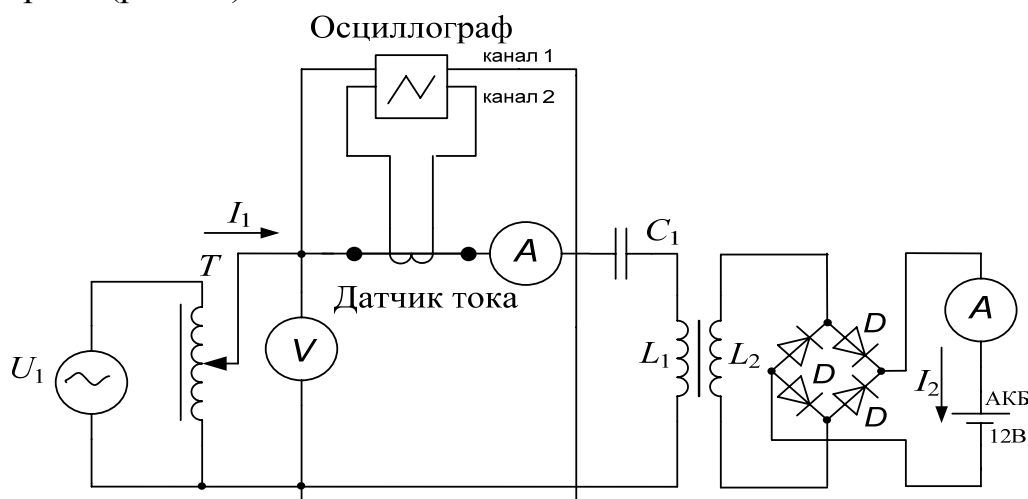 Осциллограф
канал 1
канал 2
I₁
T
A
C₁
Датчик тока
V
U₁
L₁
L₂
D
D
D
A
I₂
АКБ
12В